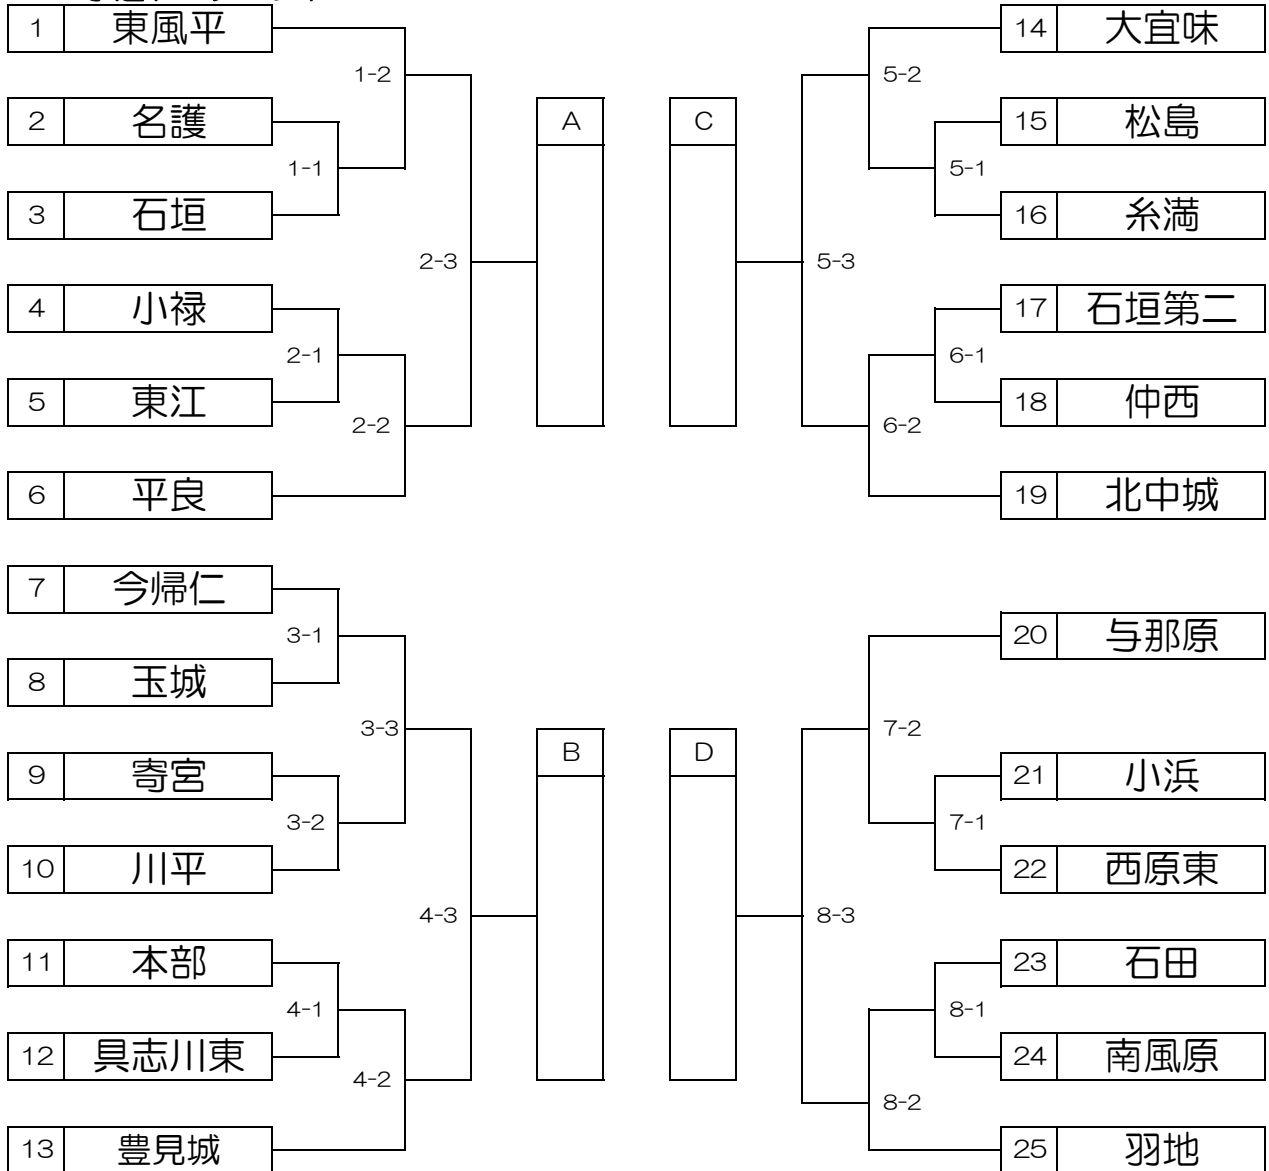 1 東風平
1-2
2 名護
1-1
3 石垣
2-3
4 小禄
2-1
5 東江
2-2
6 平良
A
7 今帰仁
3-1
8 玉城
3-3
9 寄宮
3-2
10 川平
4-3
11 本部
4-1
12 具志川東
4-2
13 豊見城
B
C
14 大宜味
5-2
15 松島
5-1
16 糸満
5-3
17 石垣第二
6-1
18 仲西
6-2
19 北中城
D
20 与那原
7-2
21 小浜
7-1
22 西原東
8-3
23 石田
8-1
24 南風原
8-2
25 羽地